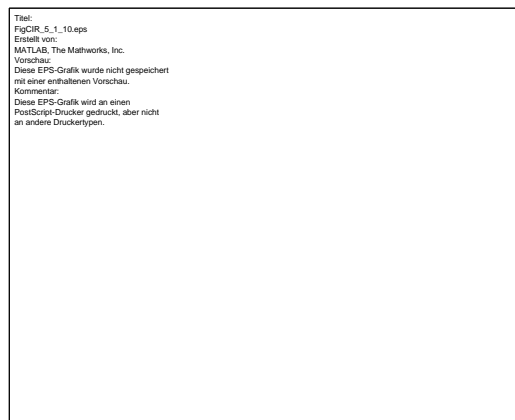 Titel:
FigCIR_5_1_10.eps
Erstellt von:
MATLAB, The Mathworks, Inc.
Vorschau:
Diese EPS-Grafik wurde nicht gespeichert
mit einer enthaltenen Vorschau.
Kommentar:
Diese EPS-Grafik wird an einen
PostScript-Drucker gedruckt, aber nicht
an andere Druckertypen.